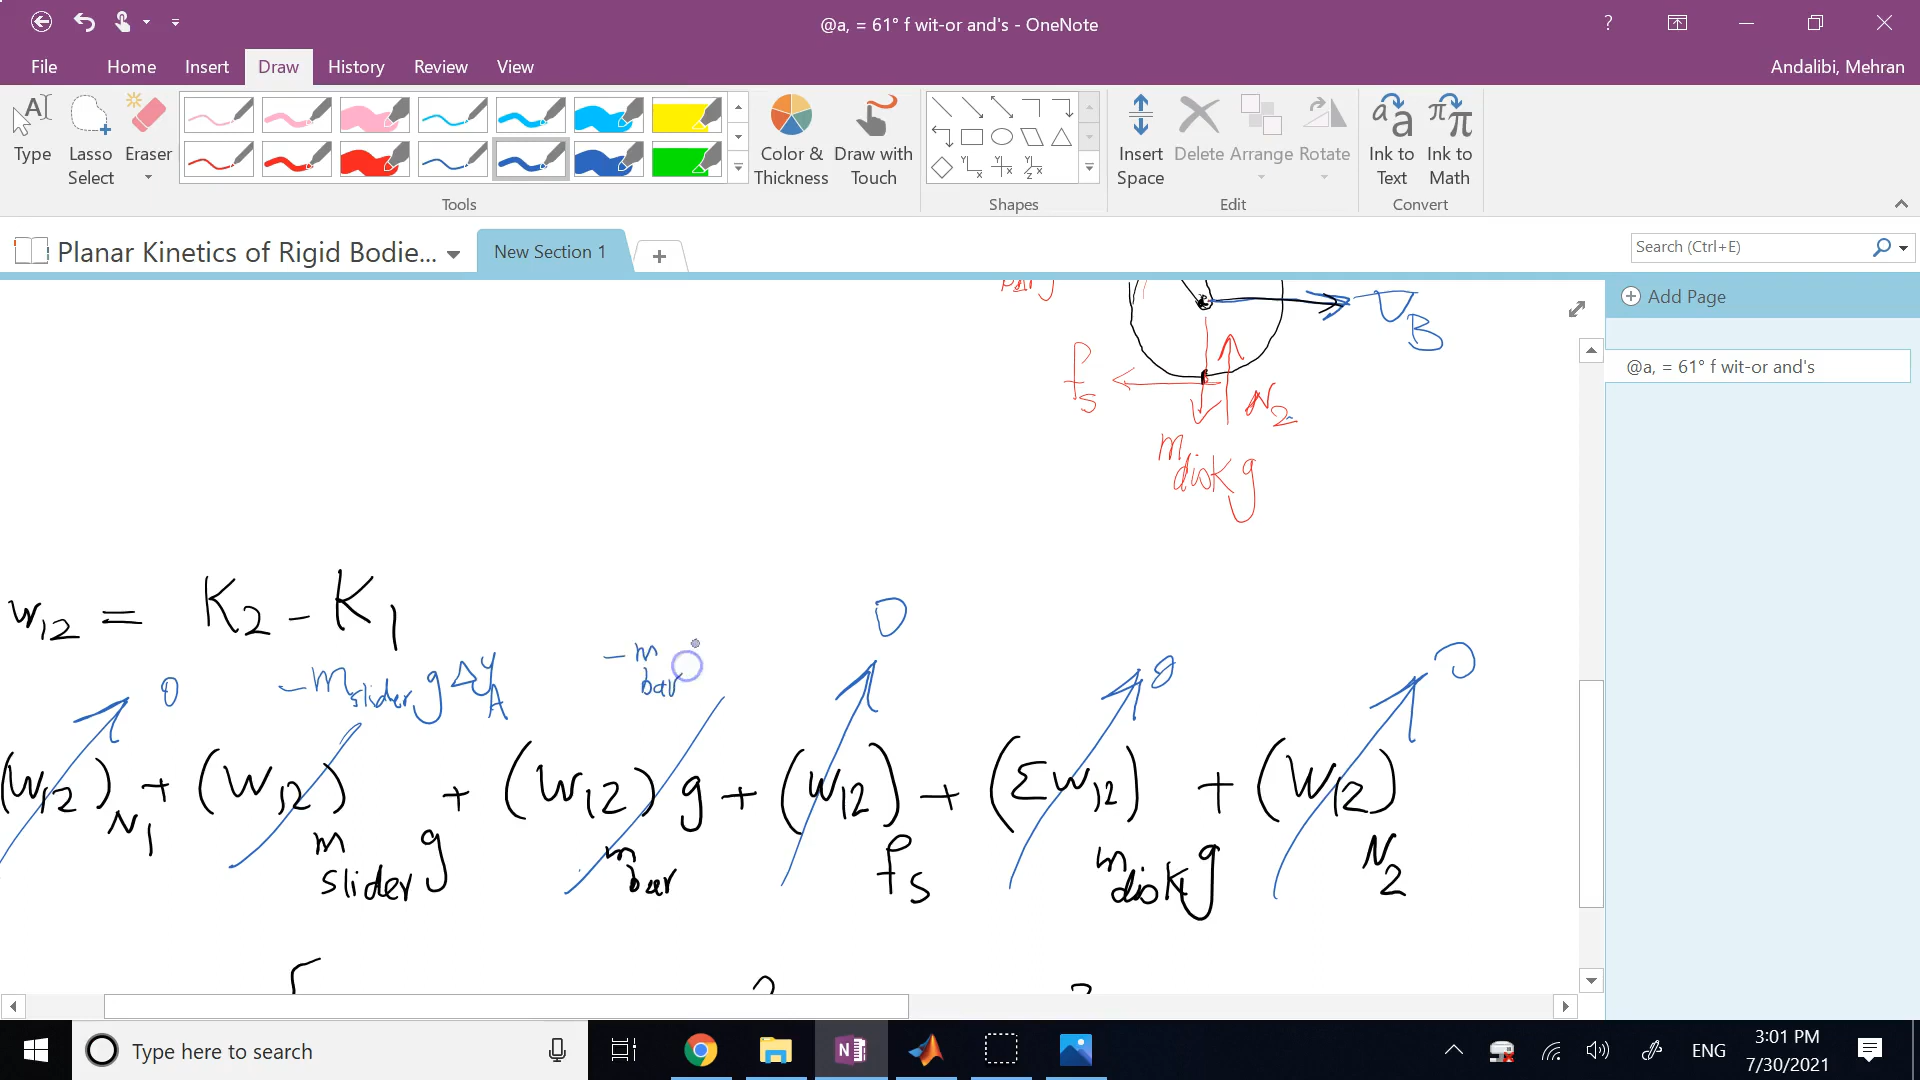 @a, = 61° f wit-or and's - OneNote
?
File Home Insert Draw History Review View
Andalibi, Mehran
Type
Lasso Select
Eraser
Color & Thickness
Draw with Touch
Insert Space
Delete
Arrange
Rotate
Ink to Text
Ink to Math
Tools
Shapes
Edit
Convert
Planar Kinetics of Rigid Bodie...
New Section 1
+
Search (Ctrl+E)
Add Page
@a, = 61° f wit-or and's
bar g
V_B
f_s
N_2
m_disk g
W_12 = K_2 - K_1
0
-m_slider g Δy_A
-m_bar
0
0
0
(W_12)_N_1 + (W_12)_m_slider g + (W_12)_m_bar g + (W_12)_f_s + (ΣW_12)_m_disk g + (W_12)_N_2
Type here to search
ENG
3:01 PM
7/30/2021